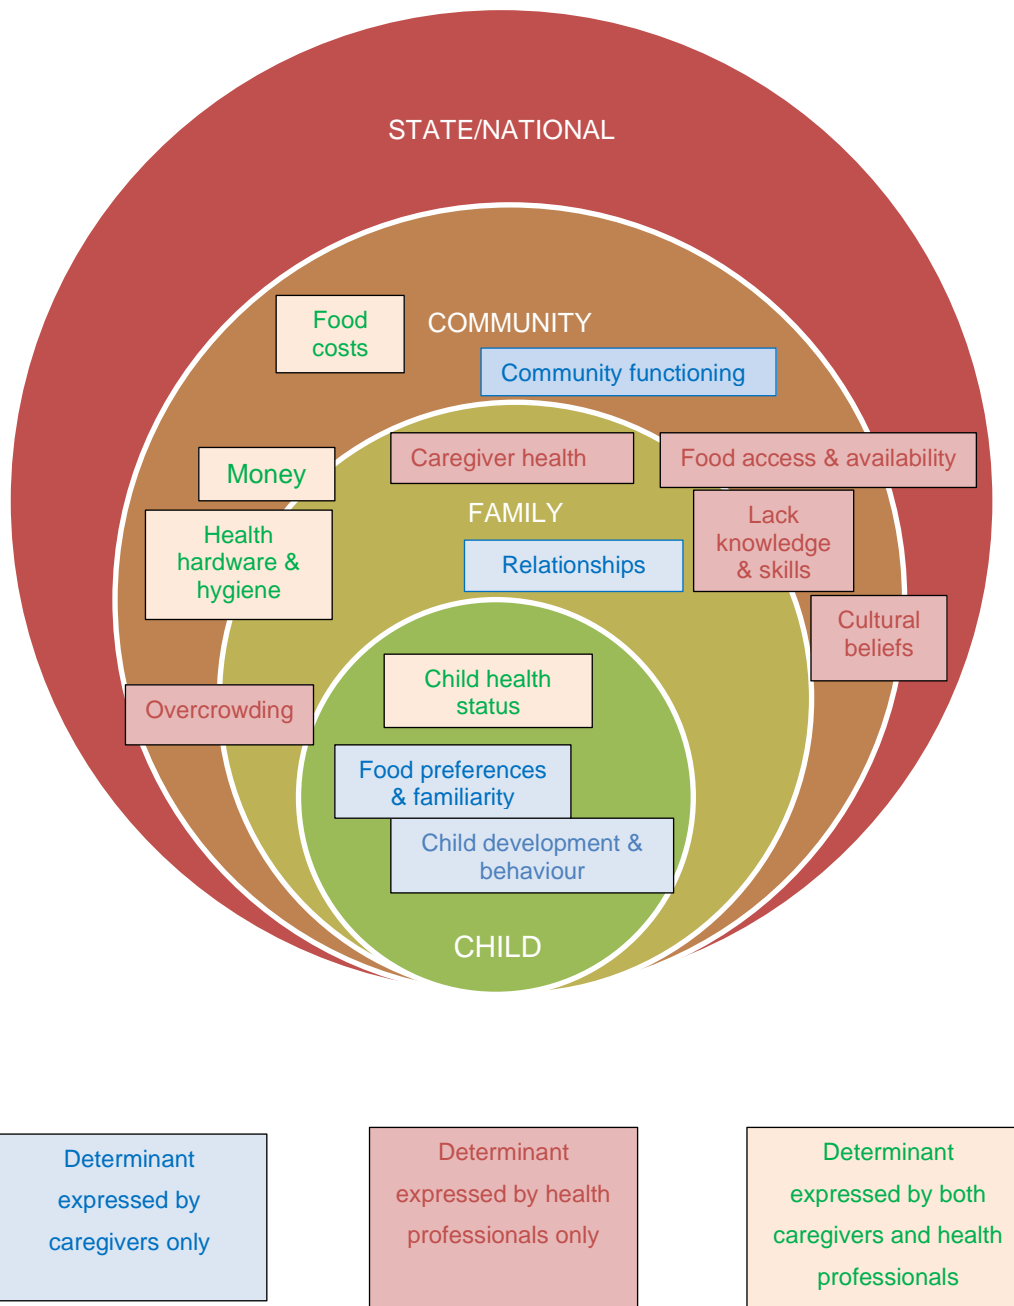 STATE/NATIONAL
Food
costs
COMMUNITY
Community functioning
Money
Caregiver health
Food access & availability
Health
hardware &
hygiene
FAMILY
Relationships
Lack
knowledge
& skills
Cultural
beliefs
Overcrowding
Child health
status
Food preferences
& familiarity
Child development &
behaviour
CHILD
Determinant
expressed by
caregivers only
Determinant
expressed by health
professionals only
Determinant
expressed by both
caregivers and health
professionals